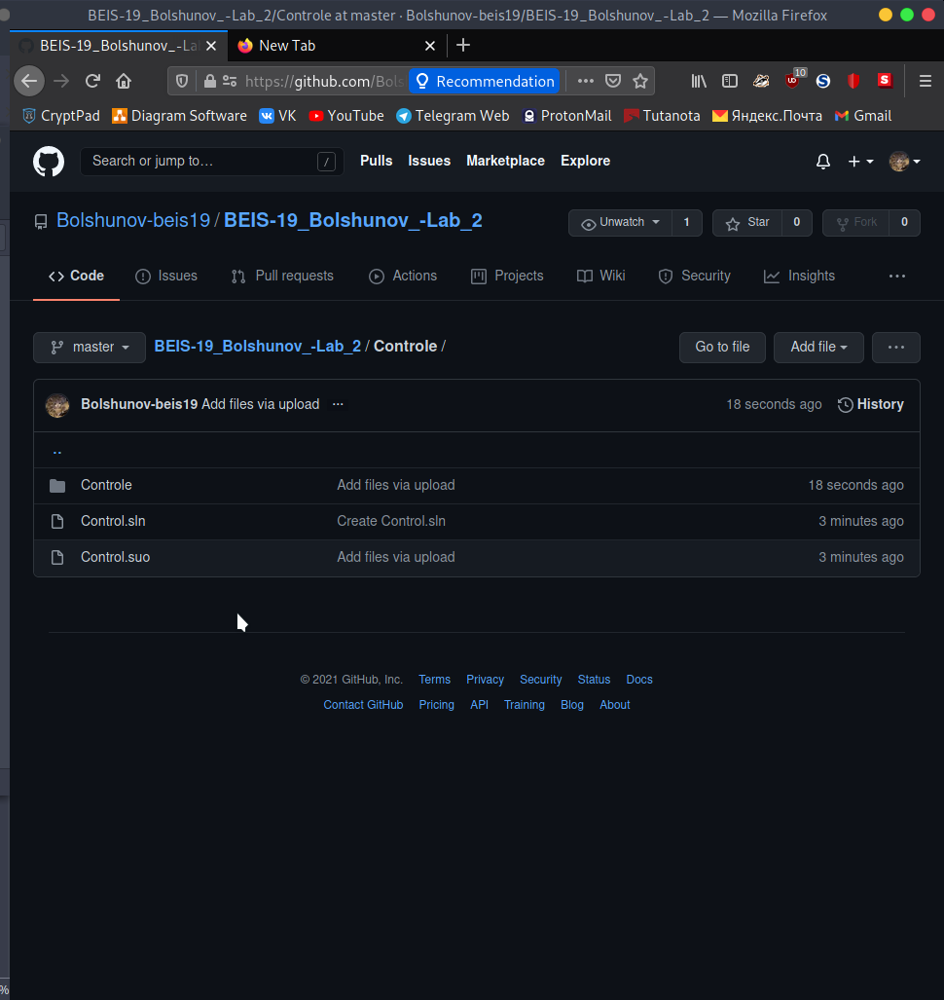 BEIS-19_Bolshunov_-Lab_2/Controle at master · Bolshunov-beis19/BEIS-19_Bolshunov_-Lab_2 — Mozilla Firefox
BEIS-19_Bolshunov_-La New Tab
https://github.com/Bols Recommendation 10 S
CryptPad Diagram Software VK YouTube Telegram Web ProtonMail Tutanota Яндекс.Почта Gmail
Search or jump to… / Pulls Issues Marketplace Explore
Bolshunov-beis19 / BEIS-19_Bolshunov_-Lab_2 Unwatch 1 Star 0 Fork 0
Code Issues Pull requests Actions Projects Wiki Security Insights ...
master BEIS-19_Bolshunov_-Lab_2 / Controle / Go to file Add file ...
Bolshunov-beis19 Add files via upload ... 18 seconds ago History
..
Controle Add files via upload 18 seconds ago
Control.sln Create Control.sln 3 minutes ago
Control.suo Add files via upload 3 minutes ago
© 2021 GitHub, Inc. Terms Privacy Security Status Docs
Contact GitHub Pricing API Training Blog About
%